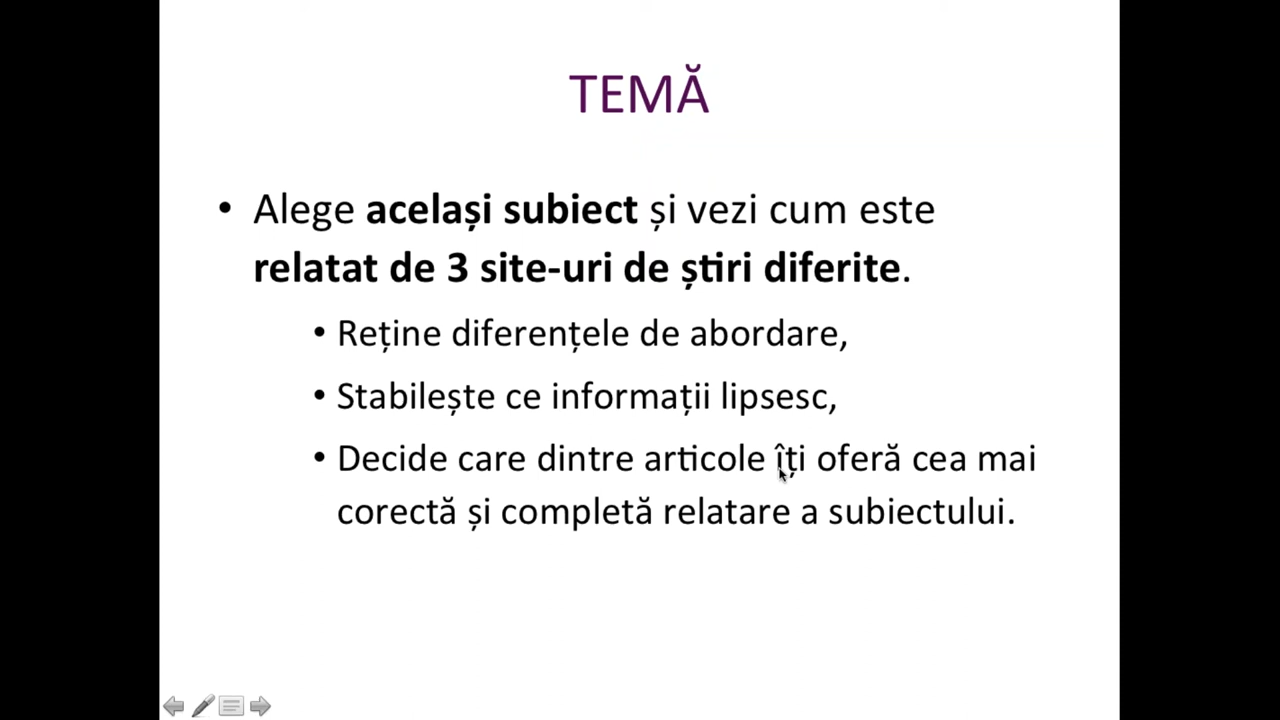 TEMĂ
• Alege același subiect și vezi cum este
relatat de 3 site-uri de știri diferite.
• Reține diferențele de abordare,
• Stabilește ce informații lipsesc,
• Decide care dintre articole îți oferă cea mai
corectă și completă relatare a subiectului.